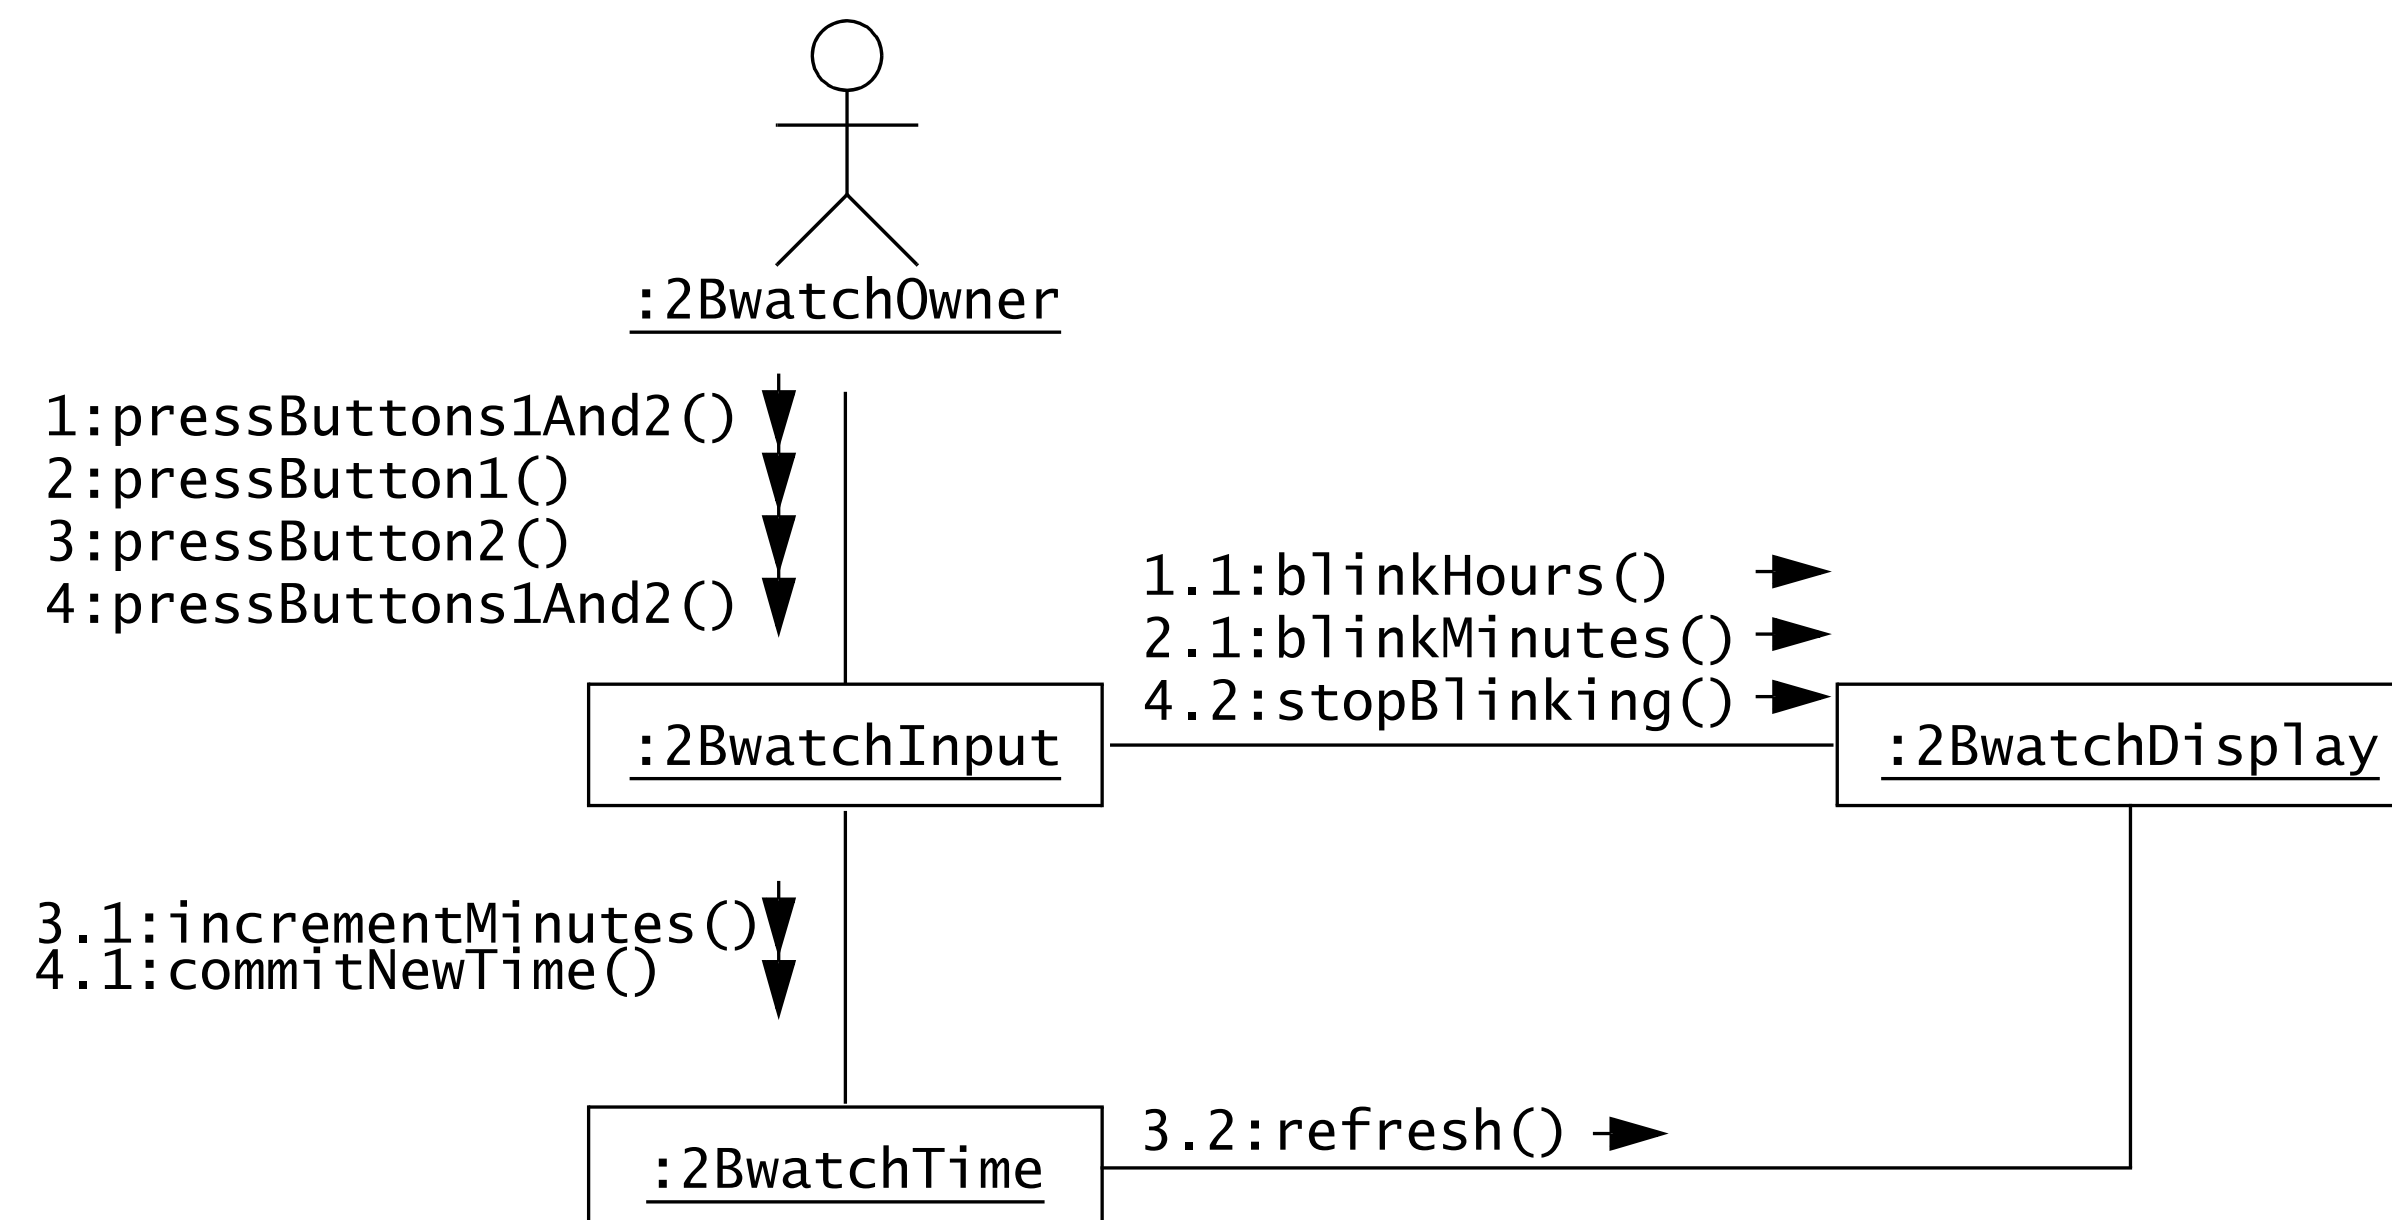 :2BwatchOwner
1:pressButtons1And2()
2:pressButton1()
3:pressButton2()
4:pressButtons1And2()
1.1:blinkHours()
2.1:blinkMinutes()
4.2:stopBlinking()
:2BwatchInput
:2BwatchDisplay
3.1:incrementMinutes()
4.1:commitNewTime()
3.2:refresh()
:2BwatchTime